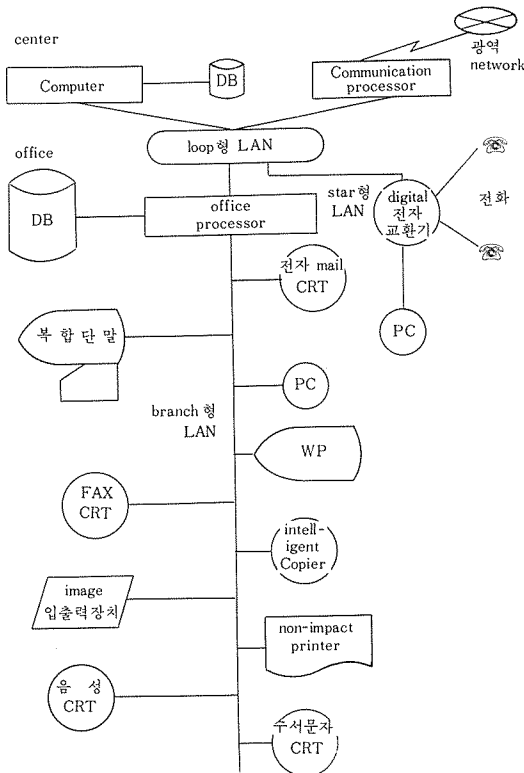 center
광역
network
Computer
DB
Communication
processor
loop형 LAN
office
DB
office
processor
star형
LAN
digital
전자
교환기
전화
전자 mail
CRT
PC
복합단말
PC
branch형
LAN
WP
FAX
CRT
intell-
igent
Copier
image
입출력장치
non-impact
printer
음 성
CRT
수서문자
CRT